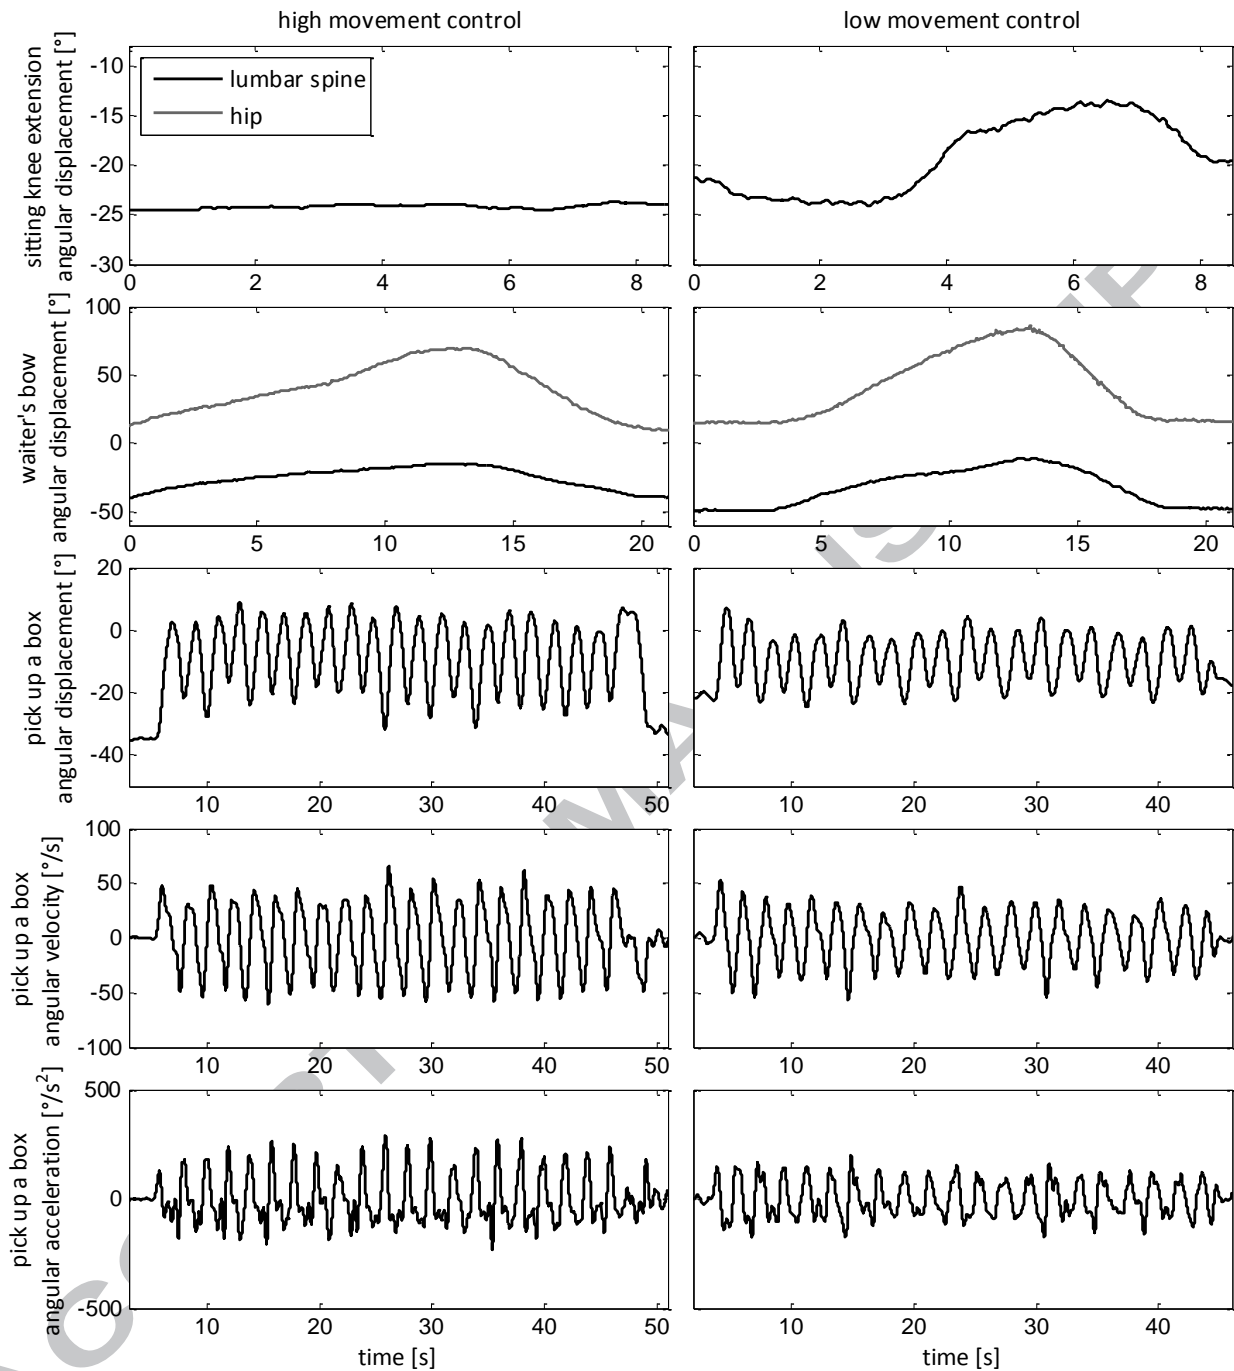 high movement control
low movement control
sitting knee extension
angular displacement [°]
-10
-15
-20
-25
-30
lumbar spine
hip
0 2 4 6 8
0 2 4 6 8
waiter's bow
angular displacement [°]
100
50
0
-50
0 5 10 15 20
0 5 10 15 20
pick up a box
angular displacement [°]
20
0
-20
-40
10 20 30 40 50
10 20 30 40
pick up a box
angular velocity [°/s]
100
50
0
-50
-100
10 20 30 40 50
10 20 30 40
pick up a box
angular acceleration [°/s²]
500
0
-500
10 20 30 40 50
10 20 30 40
time [s]
time [s]